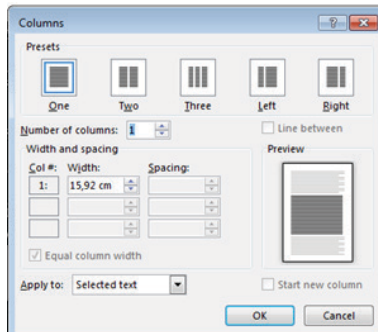 Columns
Presets
One Two Three Left Right
Number of columns: 1 Line between
Width and spacing Preview
Col #: Width: Spacing:
1: 15,92 cm
Equal column width
Apply to: Selected text Start new column
OK Cancel